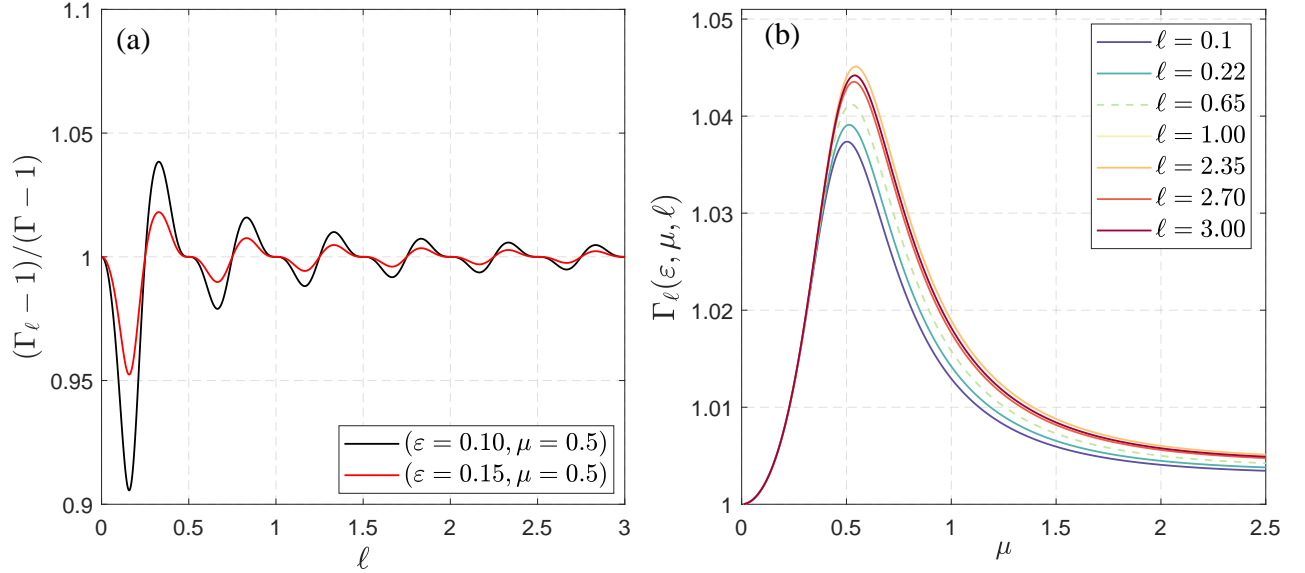 (a)
(Γ_ℓ − 1)/(Γ − 1)
1.1
1.05
1
0.95
0.9
0 0.5 1 1.5 2 2.5 3
ℓ
(ε = 0.10, μ = 0.5)
(ε = 0.15, μ = 0.5)
(b)
Γ_ℓ(ε, μ, ℓ)
1.05
1.04
1.03
1.02
1.01
1
0 0.5 1 1.5 2 2.5
μ
ℓ = 0.1
ℓ = 0.22
ℓ = 0.65
ℓ = 1.00
ℓ = 2.35
ℓ = 2.70
ℓ = 3.00